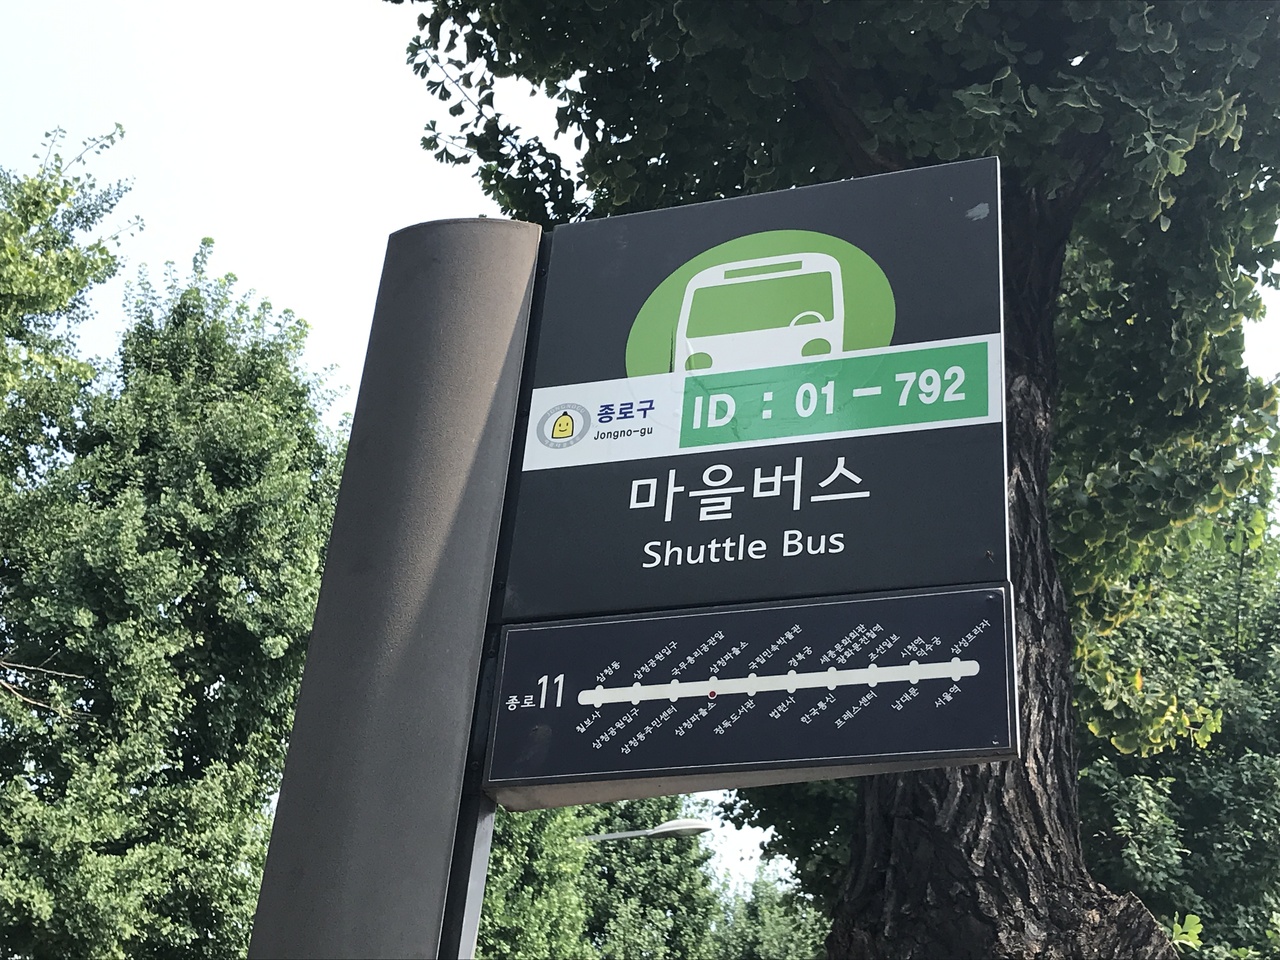 종로구
Jongno-gu
ID : 01 - 792
마을버스
Shuttle Bus
종로11
삼청동
삼청공원입구
국무총리공관앞
삼청파출소
국립민속박물관
경복궁
세종문화회관
광화문전철역
조선일보
시청역
덕수궁
삼성프라자
칠보사
삼청공원입구
삼청동주민센터
삼청파출소
정독도서관
법련사
한국통신
프레스센터
남대문
서울역